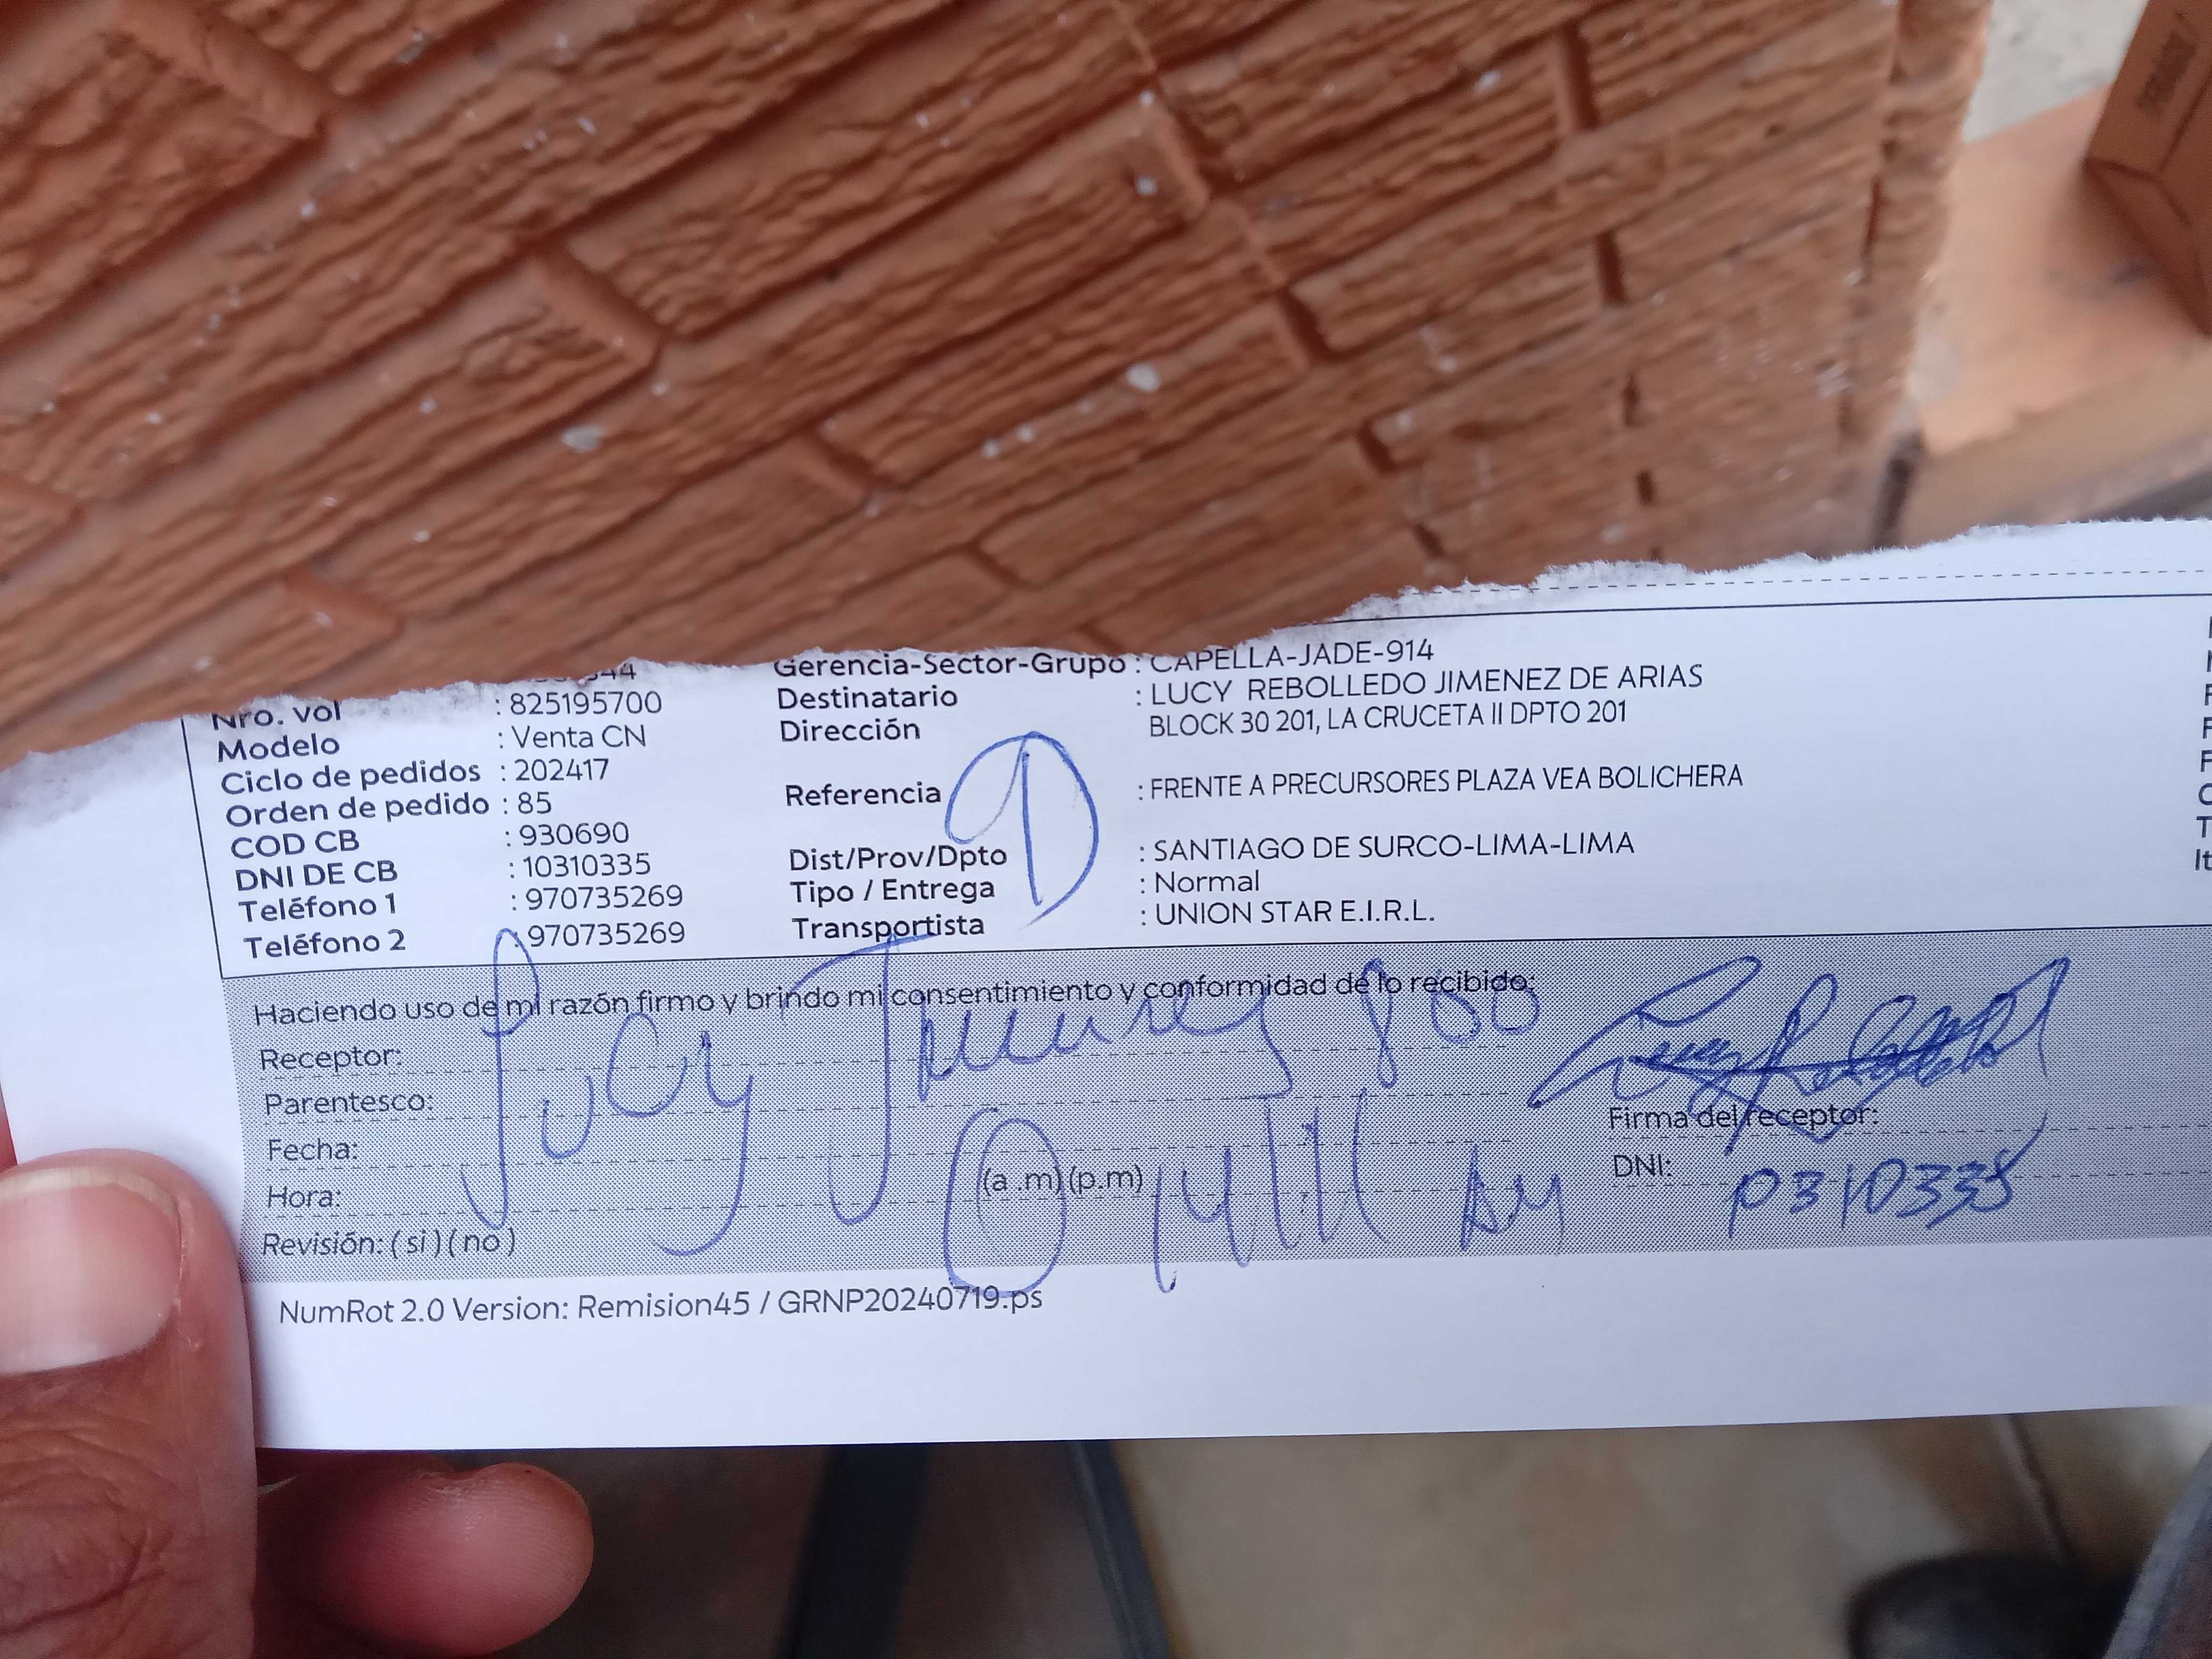 Gerencia-Sector-Grupo : CAPELLA-JADE-914
Nro. vol : 825195700
Destinatario : LUCY REBOLLEDO JIMENEZ DE ARIAS
Modelo : Venta CN
Dirección BLOCK 30 201, LA CRUCETA II DPTO 201
Ciclo de pedidos : 202417
Orden de pedido : 85
Referencia : FRENTE A PRECURSORES PLAZA VEA BOLICHERA
COD CB : 930690
DNI DE CB : 10310335
Dist/Prov/Dpto : SANTIAGO DE SURCO-LIMA-LIMA
Teléfono 1 : 970735269
Tipo / Entrega : Normal
Teléfono 2 : 970735269
Transportista : UNION STAR E.I.R.L.
Haciendo uso de mi razón firmo y brindo mi consentimiento y conformidad de lo recibido:
Receptor: Lucy
Parentesco:
Fecha:
Hora: (a .m) (p.m)
Revisión: ( si ) ( no )
Firma del receptor:
DNI:
NumRot 2.0 Version: Remision45 / GRNP20240719.ps